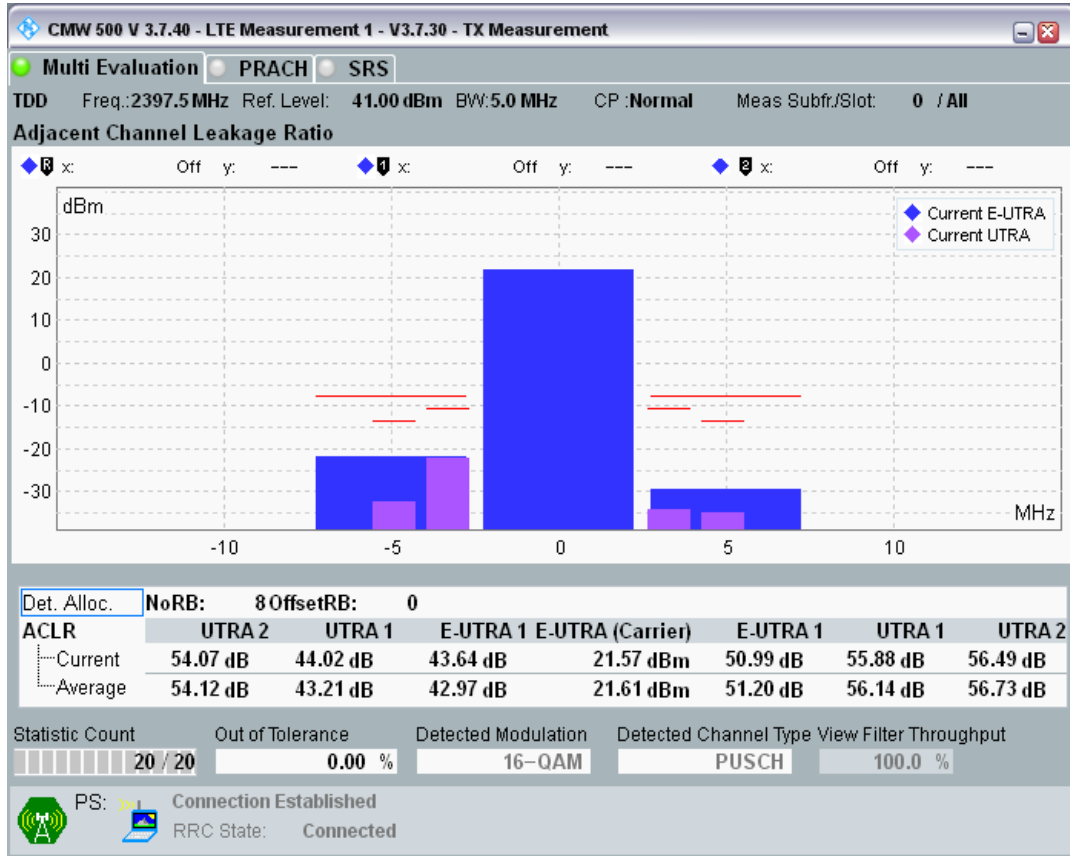 CMW 500 V 3.7.40 - LTE Measurement 1 - V3.7.30 - TX Measurement
Multi Evaluation PRACH SRS
TDD Freq.:2397.5 MHz Ref. Level: 41.00 dBm BW:5.0 MHz CP :Normal Meas Subfr./Slot: 0 / All
Adjacent Channel Leakage Ratio
R x: Off y: --- 1 x: Off y: --- 2 x: Off y: ---
dBm
Current E-UTRA
Current UTRA
30
20
10
0
-10
-20
-30
MHz
-10 -5 0 5 10
Det. Alloc. NoRB: 8 OffsetRB: 0
ACLR UTRA 2 UTRA 1 E-UTRA 1 E-UTRA (Carrier) E-UTRA 1 UTRA 1 UTRA 2
Current 54.07 dB 44.02 dB 43.64 dB 21.57 dBm 50.99 dB 55.88 dB 56.49 dB
Average 54.12 dB 43.21 dB 42.97 dB 21.61 dBm 51.20 dB 56.14 dB 56.73 dB
Statistic Count Out of Tolerance Detected Modulation Detected Channel Type View Filter Throughput
20 / 20 0.00 % 16-QAM PUSCH 100.0 %
PS: Connection Established
RRC State: Connected